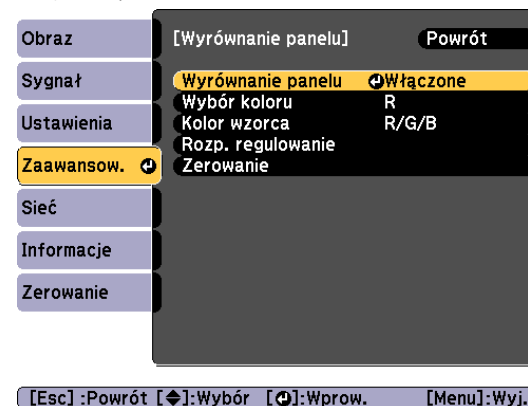 Obraz
Sygnał
Ustawienia
Zaawansow.
Sieć
Informacje
Zerowanie
[Wyrównanie panelu] Powrót
Wyrównanie panelu Włączone
Wybór koloru R
Kolor wzorca R/G/B
Rozp. regulowanie
Zerowanie
[Esc] :Powrót [◆]:Wybór [⏎]:Wprow. [Menu]:Wyj.